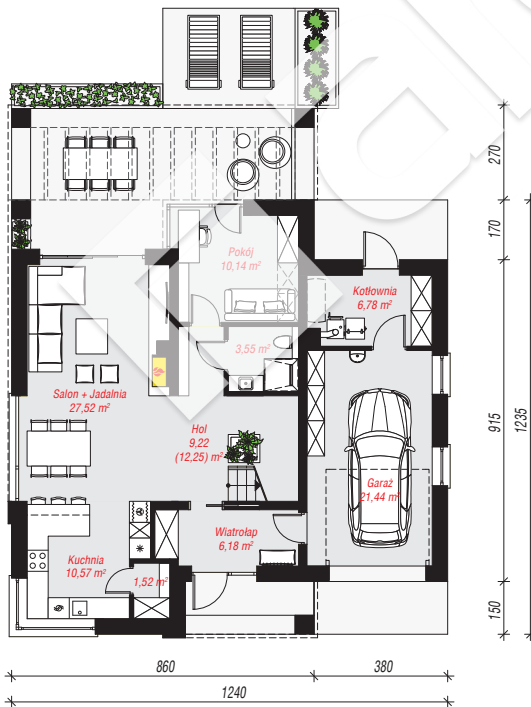 270
170
Pokój
10,14 m²
Kotłownia
6,78 m²
3,55 m²
Salon + Jadalnia
27,52 m²
Hol
9,22
(12,25) m²
915
1235
Garaż
21,44 m²
Wiatrołap
6,18 m²
Kuchnia
10,57 m²
1,52 m²
150
860
380
1240